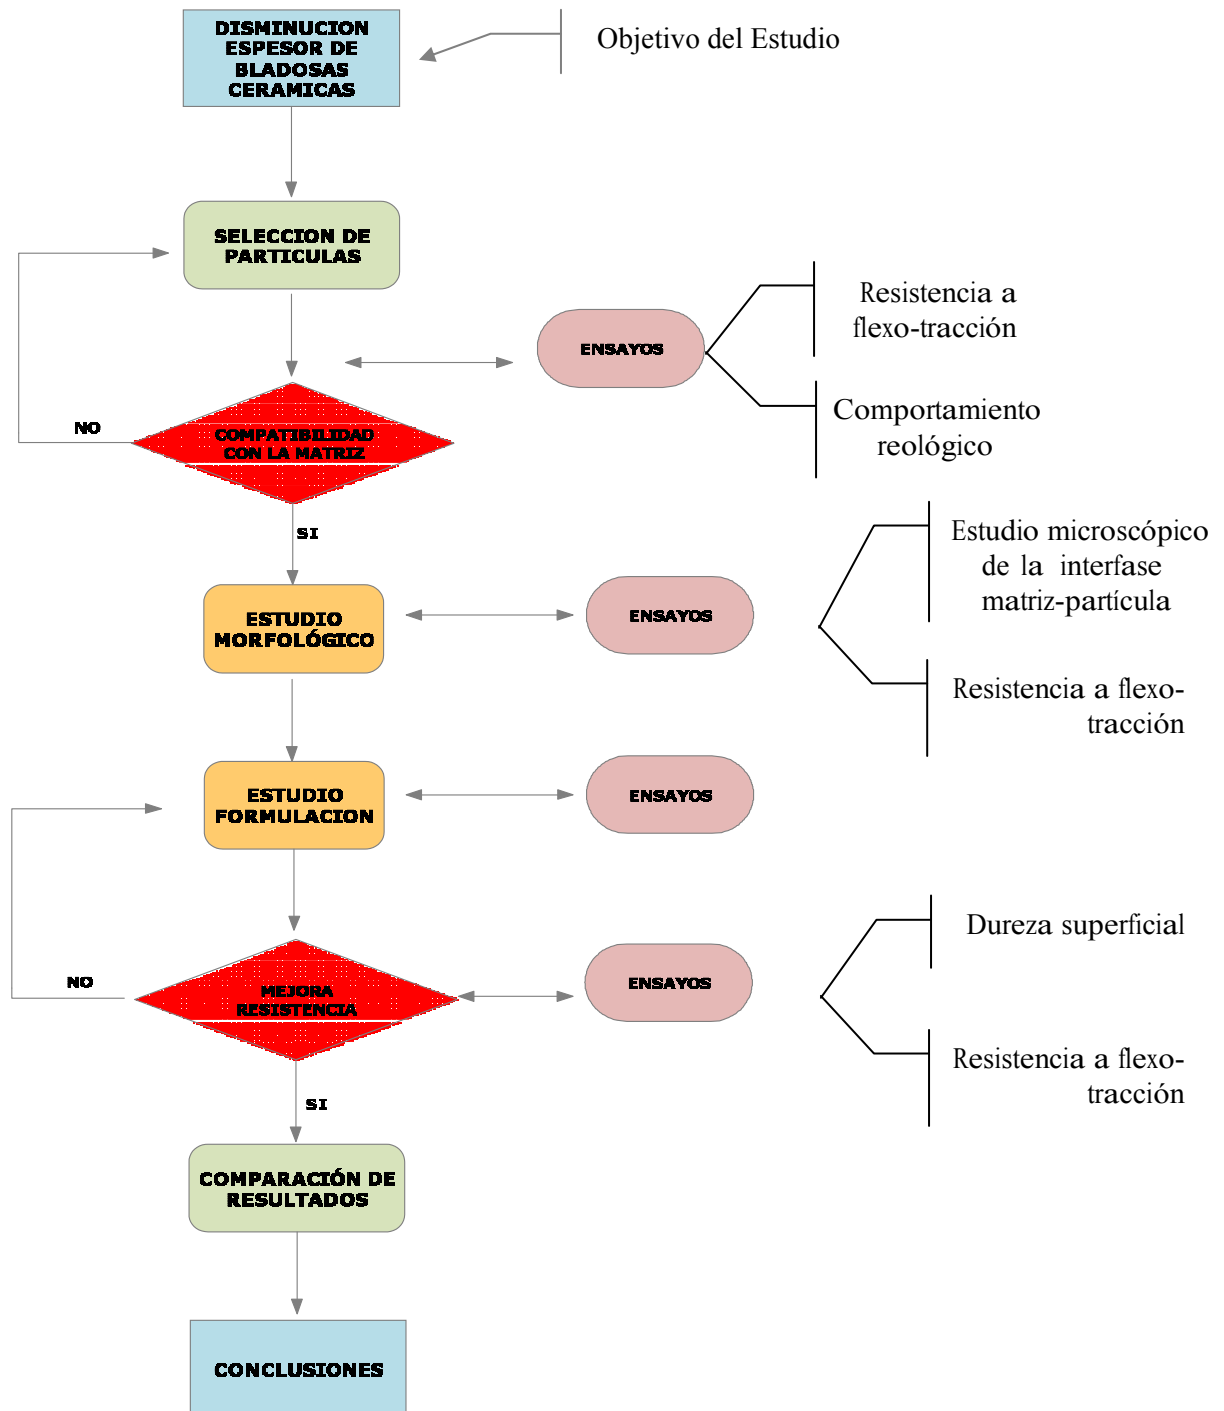 DISMINUCION
ESPESOR DE
BLADOSAS
CERAMICAS
Objetivo del Estudio
SELECCION DE
PARTICULAS
ENSAYOS
Resistencia a
flexo-tracción
Comportamiento
reológico
NO
COMPATIBILIDAD
CON LA MATRIZ
SI
ESTUDIO
MORFOLÓGICO
ENSAYOS
Estudio microscópico
de la interfase
matriz-partícula
Resistencia a flexo-
tracción
ESTUDIO
FORMULACION
ENSAYOS
NO
MEJORA
RESISTENCIA
ENSAYOS
Dureza superficial
Resistencia a flexo-
tracción
SI
COMPARACIÓN DE
RESULTADOS
CONCLUSIONES